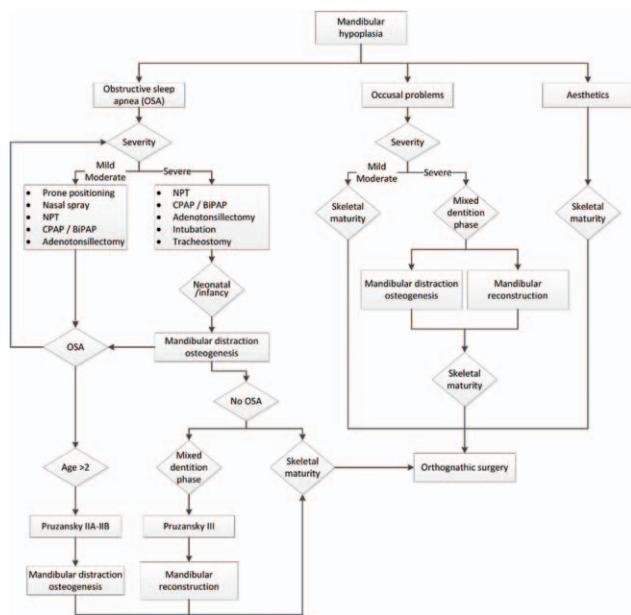 Mandibular
hypoplasia
Obstructive sleep
apnea (OSA)
Occusal problems
Aesthetics
Severity
Severity
Mild
Moderate
Severe
Mild
Moderate
Severe
• Prone positioning
• Nasal spray
• NPT
• CPAP / BiPAP
• Adenotonsillectomy
• NPT
• CPAP / BiPAP
• Adenotonsillectomy
• Intubation
• Tracheostomy
Skeletal
maturity
Mixed
dentition
phase
Skeletal
maturity
Neonatal
/infancy
Mandibular distraction
osteogenesis
Mandibular
reconstruction
OSA
Mandibular distraction
osteogenesis
Skeletal
maturity
No OSA
Age >2
Mixed
dentition
phase
Skeletal
maturity
Orthognathic surgery
Pruzansky IIA-IIB
Pruzansky III
Mandibular distraction
osteogenesis
Mandibular
reconstruction